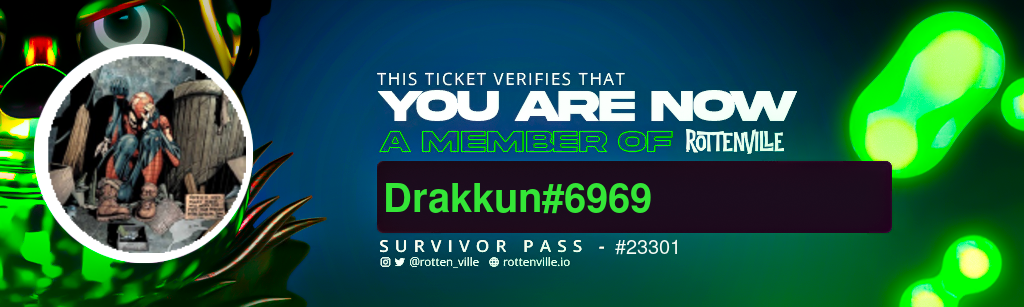 THIS TICKET VERIFIES THAT
YOU ARE NOW
A MEMBER OF ROTTENVILLE
Drakkun#6969
SURVIVOR PASS - #23301
@rotten_ville rottenville.io